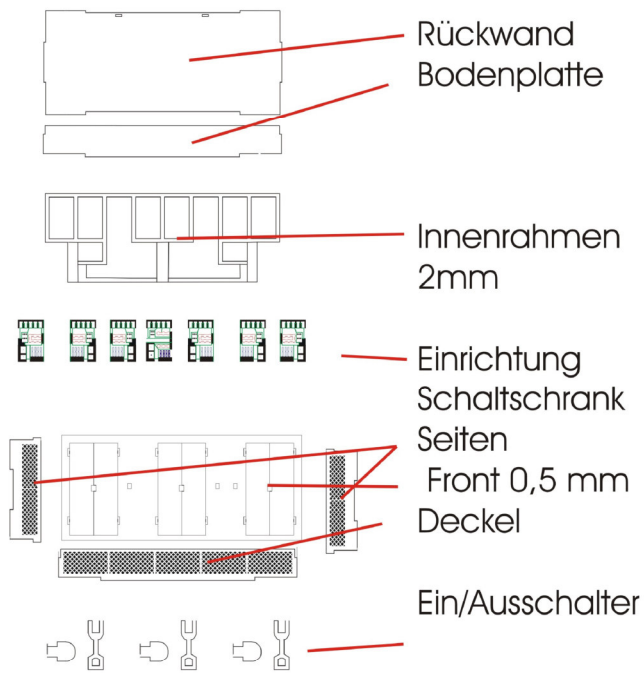 Rückwand
Bodenplatte
Innenrahmen
2mm
Einrichtung
Schaltschrank
Seiten
Front 0,5 mm
Deckel
Ein/Ausschalter